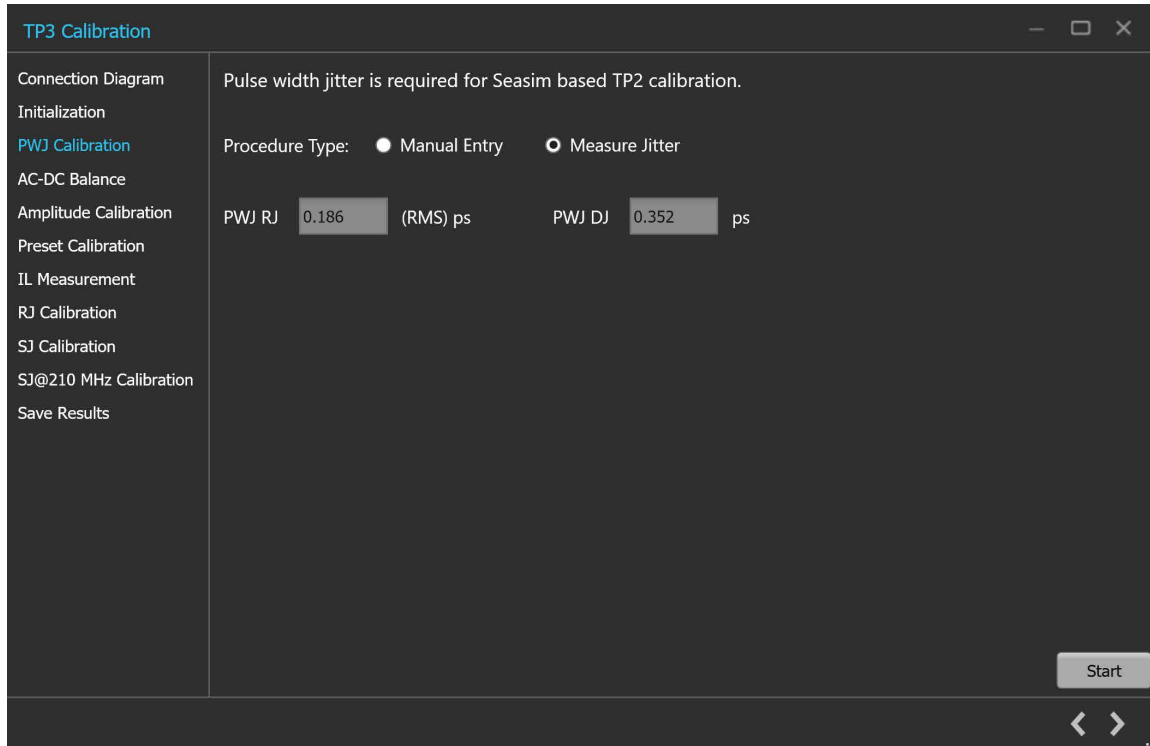 TP3 Calibration
Connection Diagram
Initialization
PWJ Calibration
AC-DC Balance
Amplitude Calibration
Preset Calibration
IL Measurement
RJ Calibration
SJ Calibration
SJ@210 MHz Calibration
Save Results
Pulse width jitter is required for Seasim based TP2 calibration.
Procedure Type: Manual Entry Measure Jitter
PWJ RJ 0.186 (RMS) ps PWJ DJ 0.352 ps
Start